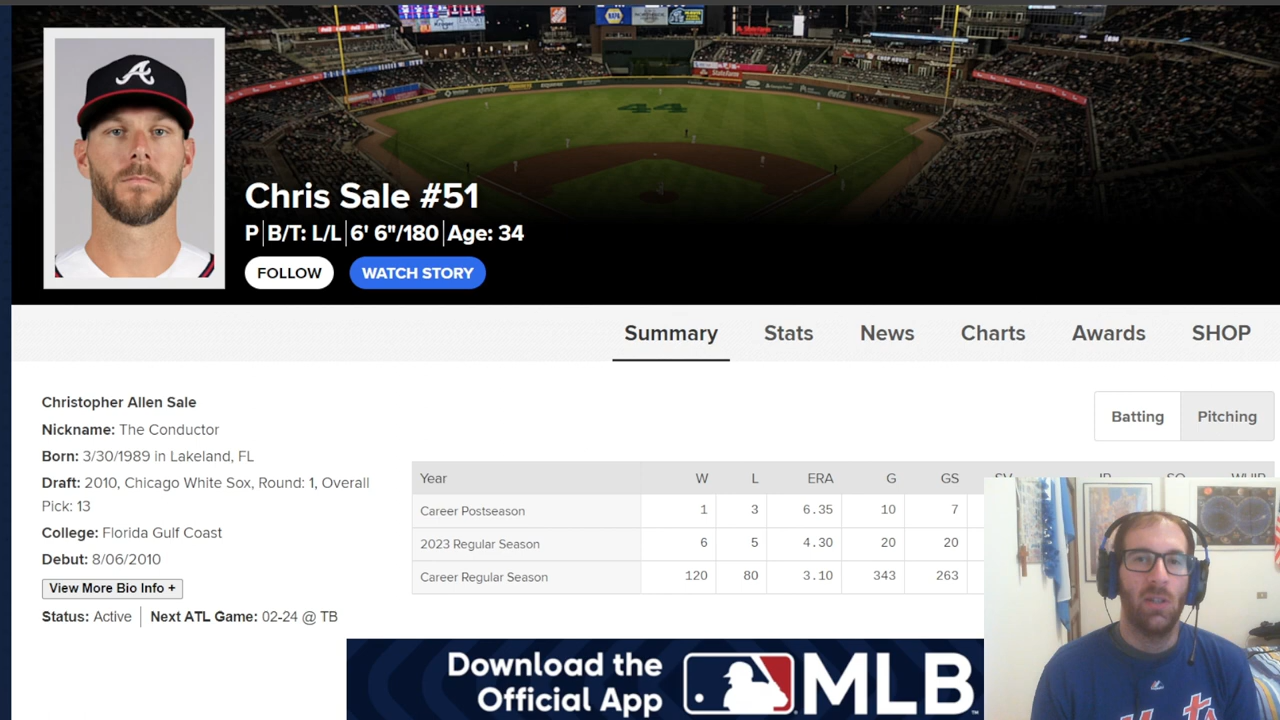 Chris Sale #51
P B/T: L/L 6' 6"/180 Age: 34
FOLLOW WATCH STORY
Summary Stats News Charts Awards SHOP
Christopher Allen Sale
Nickname: The Conductor
Born: 3/30/1989 in Lakeland, FL
Draft: 2010, Chicago White Sox, Round: 1, Overall
Pick: 13
College: Florida Gulf Coast
Debut: 8/06/2010
View More Bio Info +
Status: Active Next ATL Game: 02-24 @ TB
Batting Pitching
Year W L ERA G GS
Career Postseason 1 3 6.35 10 7
2023 Regular Season 6 5 4.30 20 20
Career Regular Season 120 80 3.10 343 263
Download the
Official App
MLB